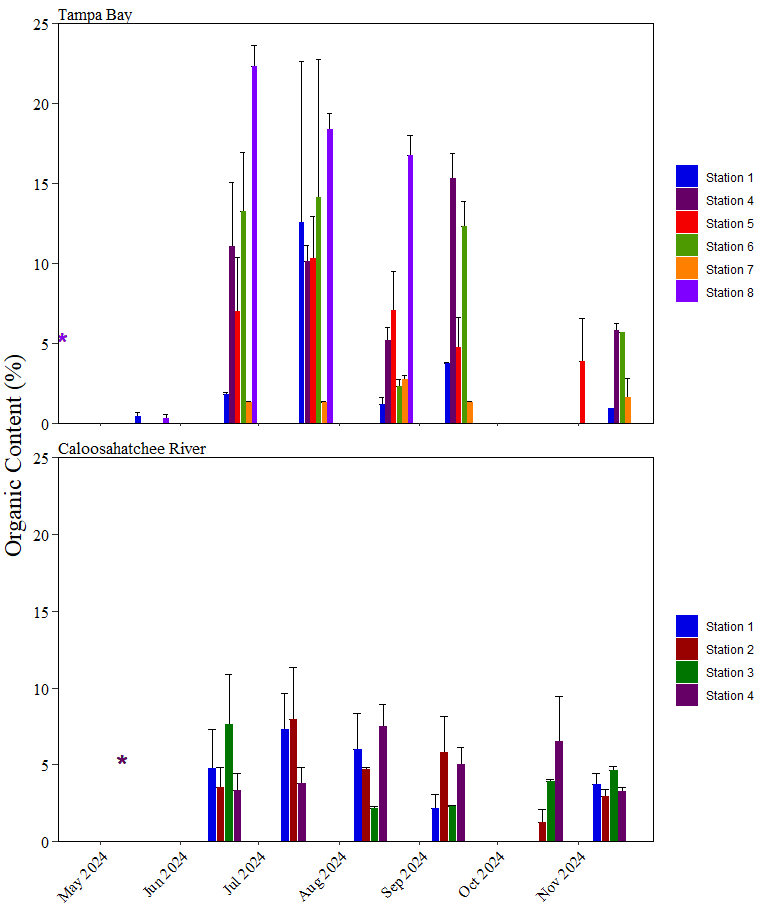 Tampa Bay
25
20
15
10
5
0
*
Station 1
Station 4
Station 5
Station 6
Station 7
Station 8
Organic Content (%)
Caloosahatchee River
25
20
15
10
5
0
*
Station 1
Station 2
Station 3
Station 4
May 2024
Jun 2024
Jul 2024
Aug 2024
Sep 2024
Oct 2024
Nov 2024